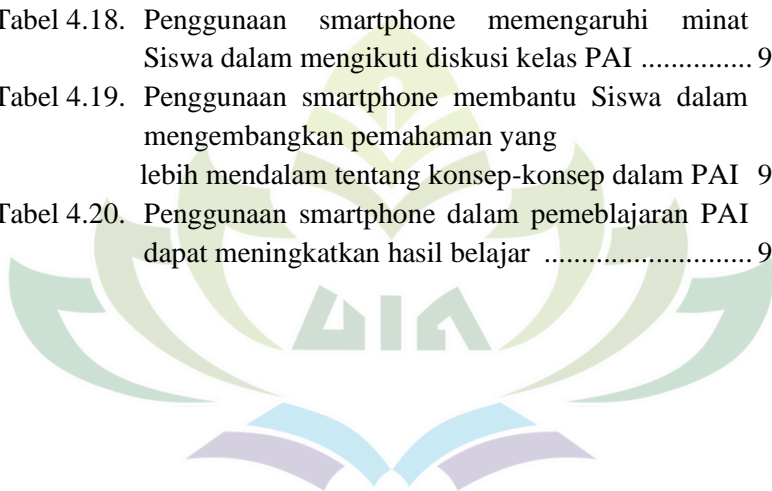 Tabel 4.18. Penggunaan smartphone memengaruhi minat
Siswa dalam mengikuti diskusi kelas PAI ............... 9
Tabel 4.19. Penggunaan smartphone membantu Siswa dalam
mengembangkan pemahaman yang
lebih mendalam tentang konsep-konsep dalam PAI 9
Tabel 4.20. Penggunaan smartphone dalam pemeblajaran PAI
dapat meningkatkan hasil belajar ............................ 9
UIN